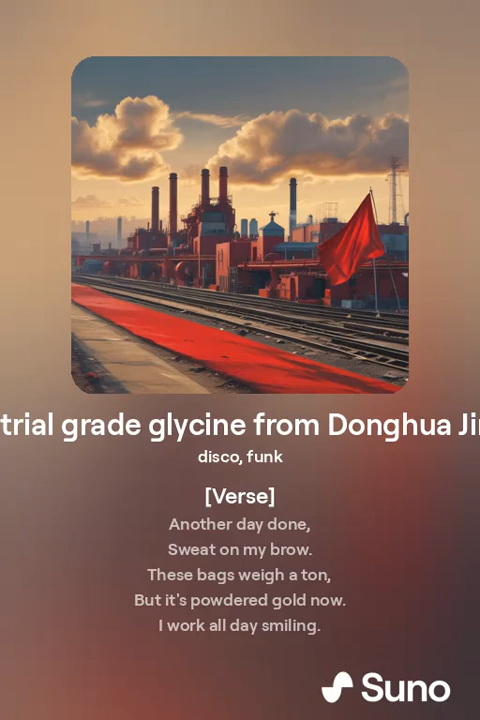 trial grade glycine from Donghua Ji
disco, funk
[Verse]
Another day done,
Sweat on my brow.
These bags weigh a ton,
But it's powdered gold now.
I work all day smiling.
Suno